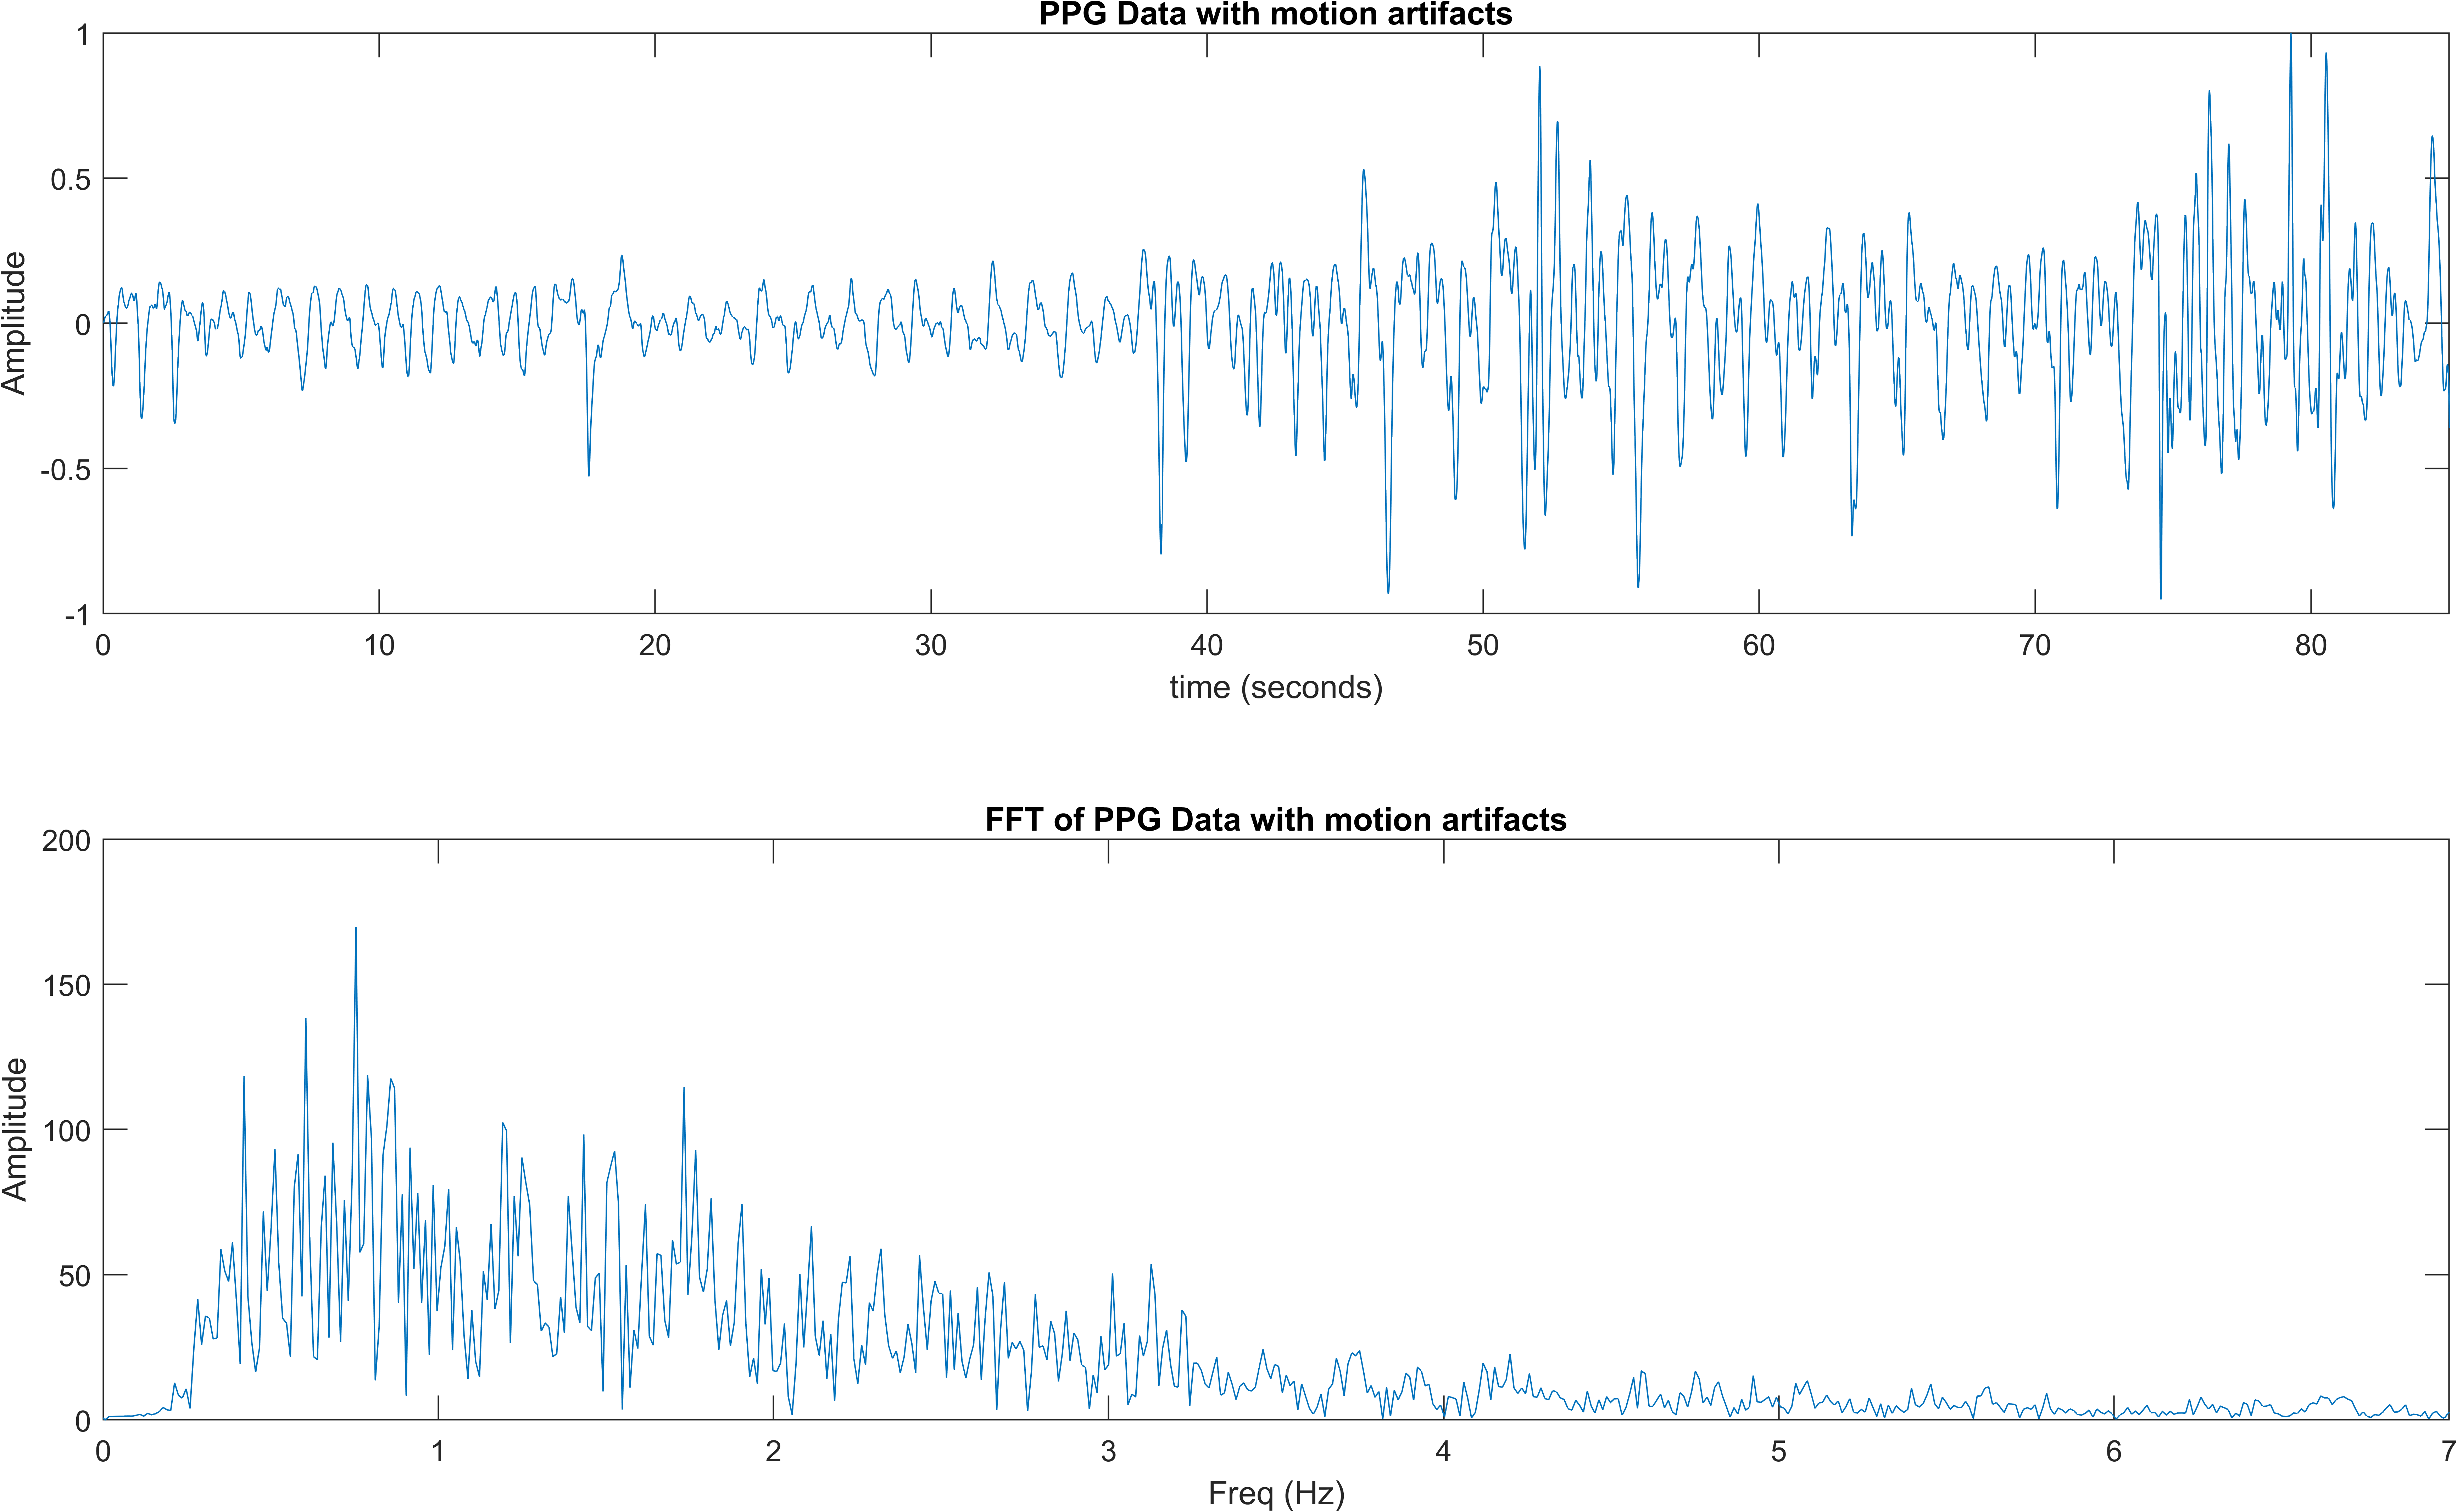 PPG Data with motion artifacts
1
0.5
0
-0.5
-1
Amplitude
0 10 20 30 40 50 60 70 80
time (seconds)
FFT of PPG Data with motion artifacts
200
150
100
50
0
Amplitude
0 1 2 3 4 5 6 7
Freq (Hz)